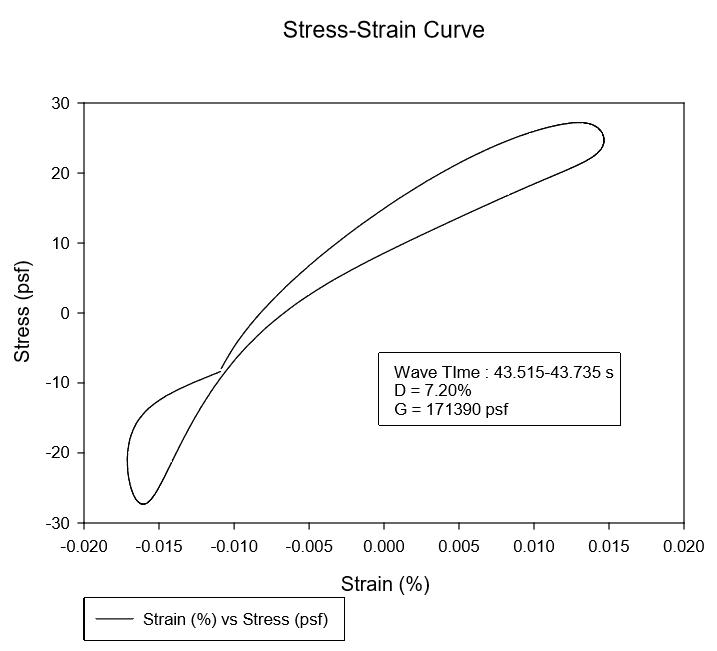 Stress-Strain Curve
30
20
10
0
-10
-20
-30
Stress (psf)
Wave TIme : 43.515-43.735 s
D = 7.20%
G = 171390 psf
-0.020 -0.015 -0.010 -0.005 0.000 0.005 0.010 0.015 0.020
Strain (%)
Strain (%) vs Stress (psf)